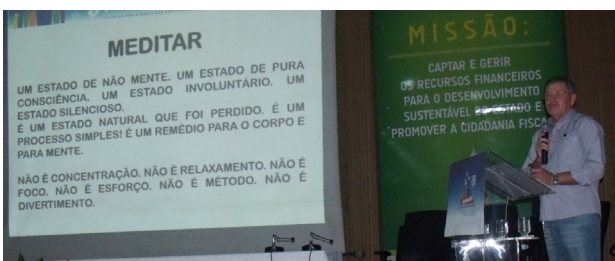 MEDITAR
UM ESTADO DE NÃO MENTE. UM ESTADO DE PURA
CONSCIÊNCIA. UM ESTADO INVOLUNTÁRIO. UM
ESTADO SILENCIOSO.
É UM ESTADO NATURAL QUE FOI PERDIDO. É UM
PROCESSO SIMPLES! É UM REMÉDIO PARA O CORPO E
PARA MENTE.
NÃO É CONCENTRAÇÃO. NÃO É RELAXAMENTO. NÃO É
FOCO. NÃO É ESFORÇO. NÃO É MÉTODO. NÃO É
DIVERTIMENTO.
MISSÃO:
CAPTAR E GERIR
OS RECURSOS FINANCEIROS
PARA O DESENVOLVIMENTO
SUSTENTÁVEL DO ESTADO E
PROMOVER A CIDADANIA FISCA